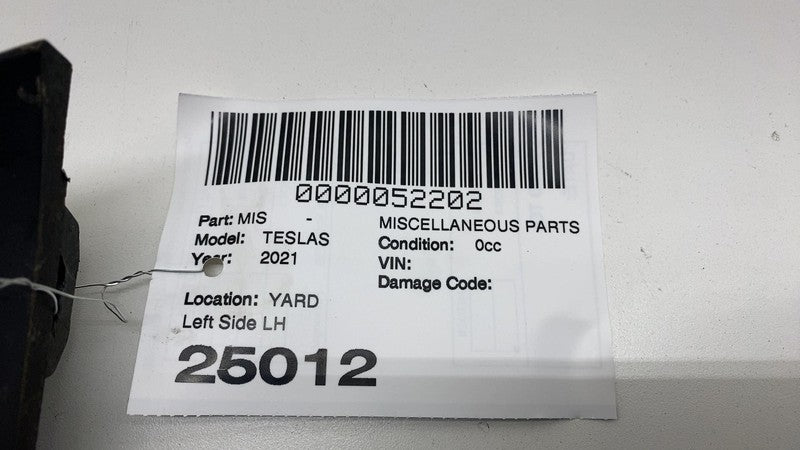 0000052202
Part: MIS - MISCELLANEOUS PARTS
Model: TESLAS Condition: 0cc
Year: 2021 VIN:
Damage Code:
Location: YARD
Left Side LH
25012